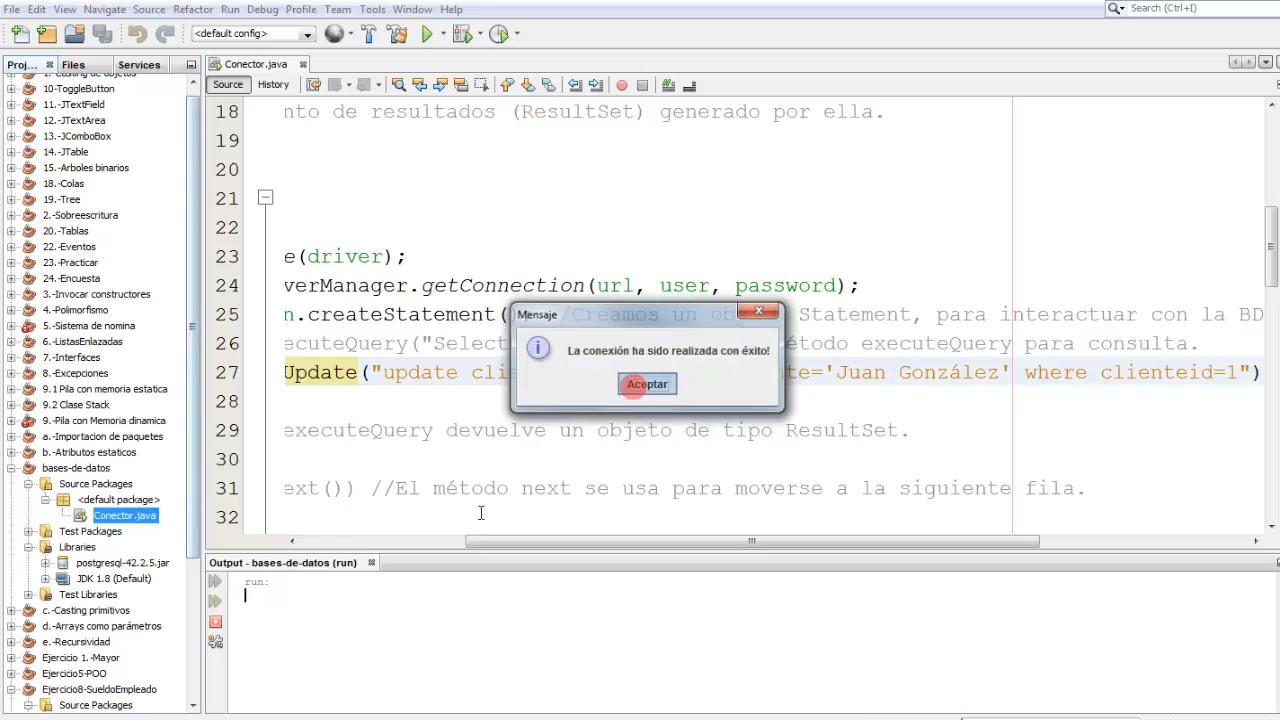 File Edit View Navigate Source Refactor Run Debug Profile Team Tools Window Help
Search (Ctrl+I)
<default config>
Proj... Files Services
Conector.java
Source History
10-ToggleButton
11.-JTextField
12.-JTextArea
13.-JComboBox
14.-JTable
15.-Arboles binarios
18.-Colas
19.-Tree
2.-Sobreescritura
20.-Tablas
22.-Eventos
23.-Practicar
24.-Encuesta
3.-Invocar constructores
4.-Polimorfismo
5.-Sistema de nomina
6.-ListasEnlazadas
7.-Interfaces
8.-Excepciones
9.1 Pila con memoria estatica
9.2 Clase Stack
9.-Pila con Memoria dinamica
a.-Importacion de paquetes
b.-Atributos estaticos
bases-de-datos
Source Packages
<default package>
Conector.java
Test Packages
Libraries
postgresql-42.2.5.jar
JDK 1.8 (Default)
Test Libraries
c.-Casting primitivos
d.-Arrays como parámetros
e.-Recursividad
Ejercicio 1.-Mayor
Ejercicio5-POO
Ejercicio8-SueldoEmpleado
Source Packages
18 nto de resultados (ResultSet) generado por ella.
19
20
21
22
23 e(driver);
24 verManager.getConnection(url, user, password);
25 n.createStatement( //Creamos un ob Statement, para interactuar con la BD
26 ecuteQuery("Select étodo executeQuery para consulta.
27 Update("update cli nte='Juan González' where clienteid=1")
28
29 executeQuery devuelve un objeto de tipo ResultSet.
30
31 ext()) //El método next se usa para moverse a la siguiente fila.
32
Mensaje
La conexión ha sido realizada con éxito!
Aceptar
Output - bases-de-datos (run)
run: